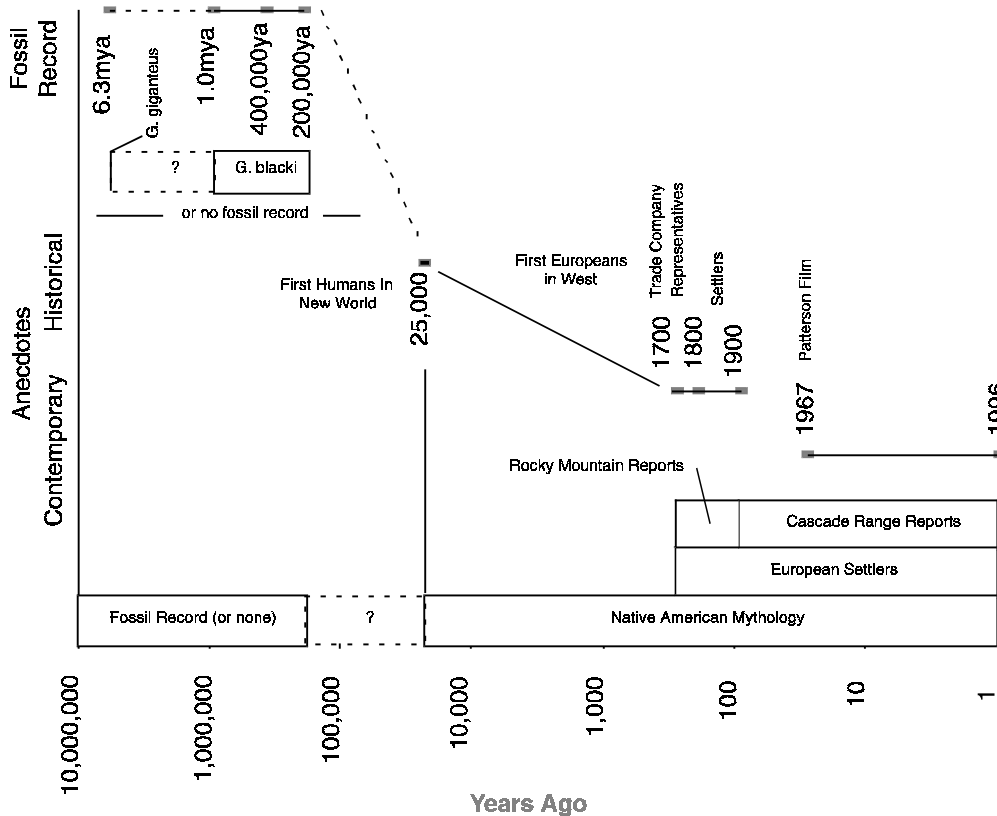 Fossil
Record
6.3mya
G. giganteus
1.0mya
400,000ya
200,000ya
?
G. blacki
or no fossil record
Anecdotes
Historical
Contemporary
First Humans In
New World
25,000
First Europeans
in West
1700
Trade Company
Representatives
1800
Settlers
1900
Patterson Film
1967
Rocky Mountain Reports
Cascade Range Reports
European Settlers
Fossil Record (or none)
?
Native American Mythology
10,000,000
1,000,000
100,000
10,000
1,000
100
10
1
Years Ago